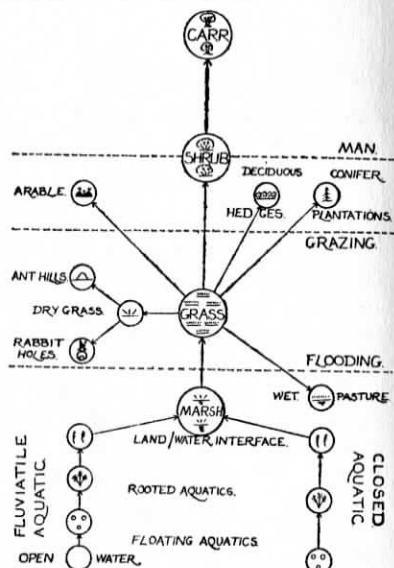 CARR
SHRUB
MAN.
ARABLE.
DECIDUOUS CONIFER
HEDGES. PLANTATIONS.
GRAZING.
ANT HILLS.
DRY GRASS.
GRASS
RABBIT
HOLES.
FLOODING.
MARSH
WET. PASTURE
LAND/WATER INTERFACE.
FLUVIATILE
AQUATIC.
CLOSED
AQUATIC
ROOTED AQUATICS.
FLOATING AQUATICS.
OPEN WATER.